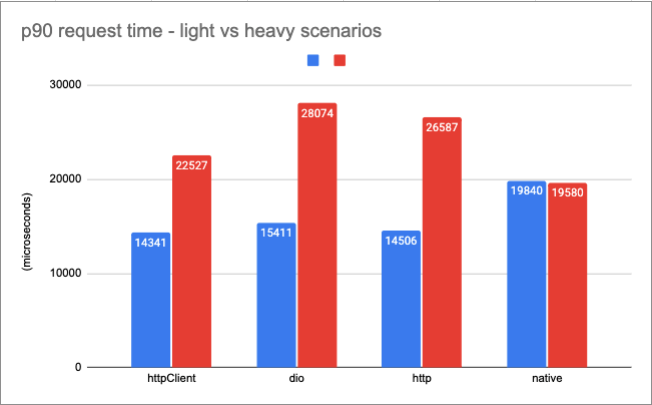 p90 request time - light vs heavy scenarios
30000
28074
26587
22527
20000
19840
19580
15411
14506
14341
(microseconds)
10000
0
httpClient
dio
http
native